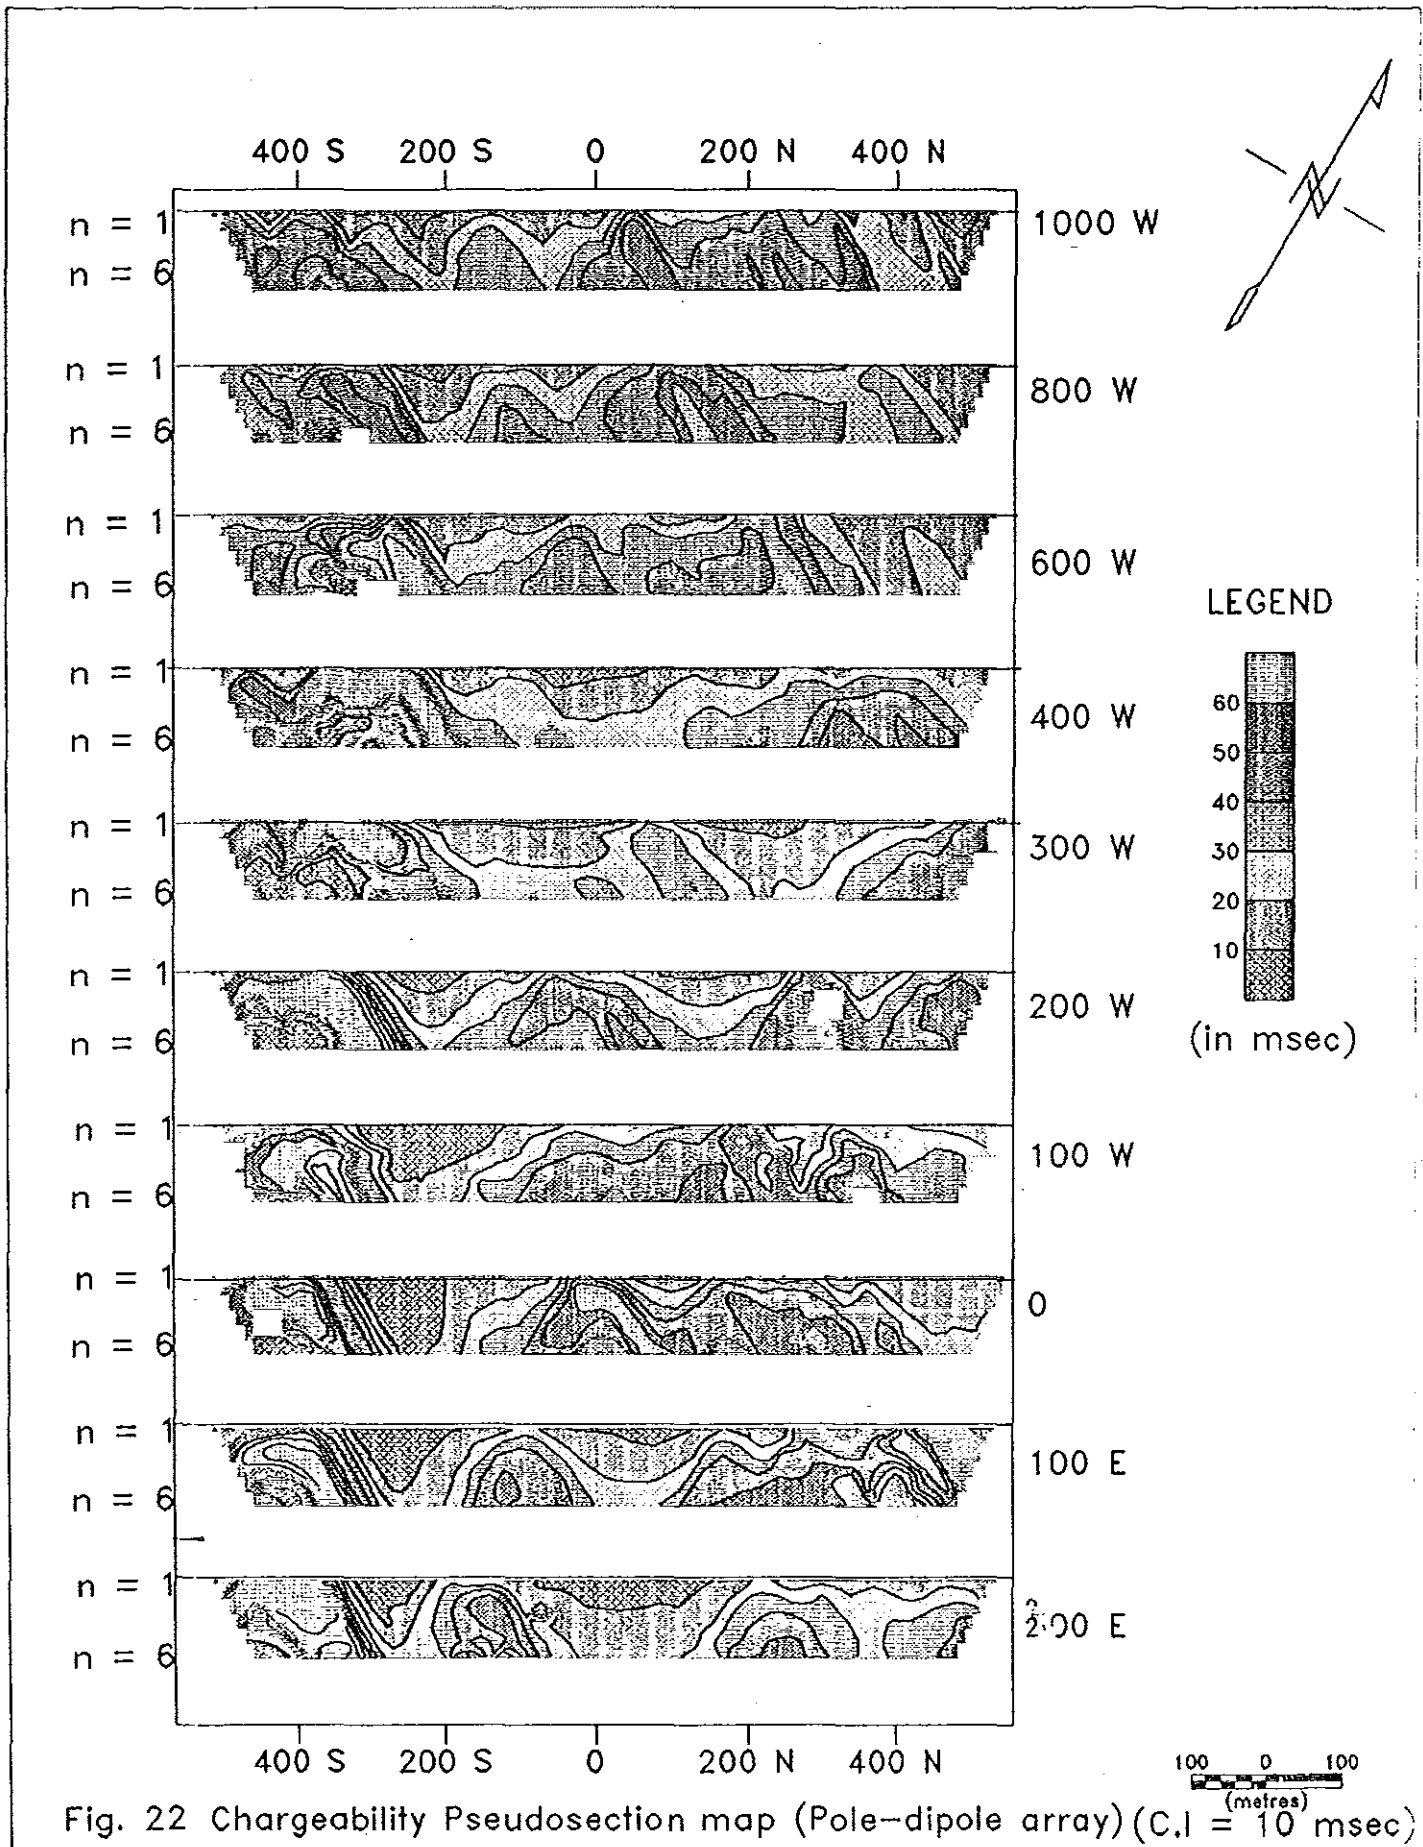 400 S 200 S 0 200 N 400 N
n = 1
1000 W
n = 6
n = 1
800 W
n = 6
n = 1
600 W
n = 6
n = 1
400 W
n = 6
n = 1
300 W
n = 6
n = 1
200 W
n = 6
n = 1
100 W
n = 6
n = 1
0
n = 6
n = 1
100 E
n = 6
n = 1
200 E
n = 6
400 S 200 S 0 200 N 400 N
N
LEGEND
60
50
40
30
20
10
(in msec)
100 0 100
(metres)
Fig. 22 Chargeability Pseudosection map (Pole-dipole array) (C.I = 10 msec)